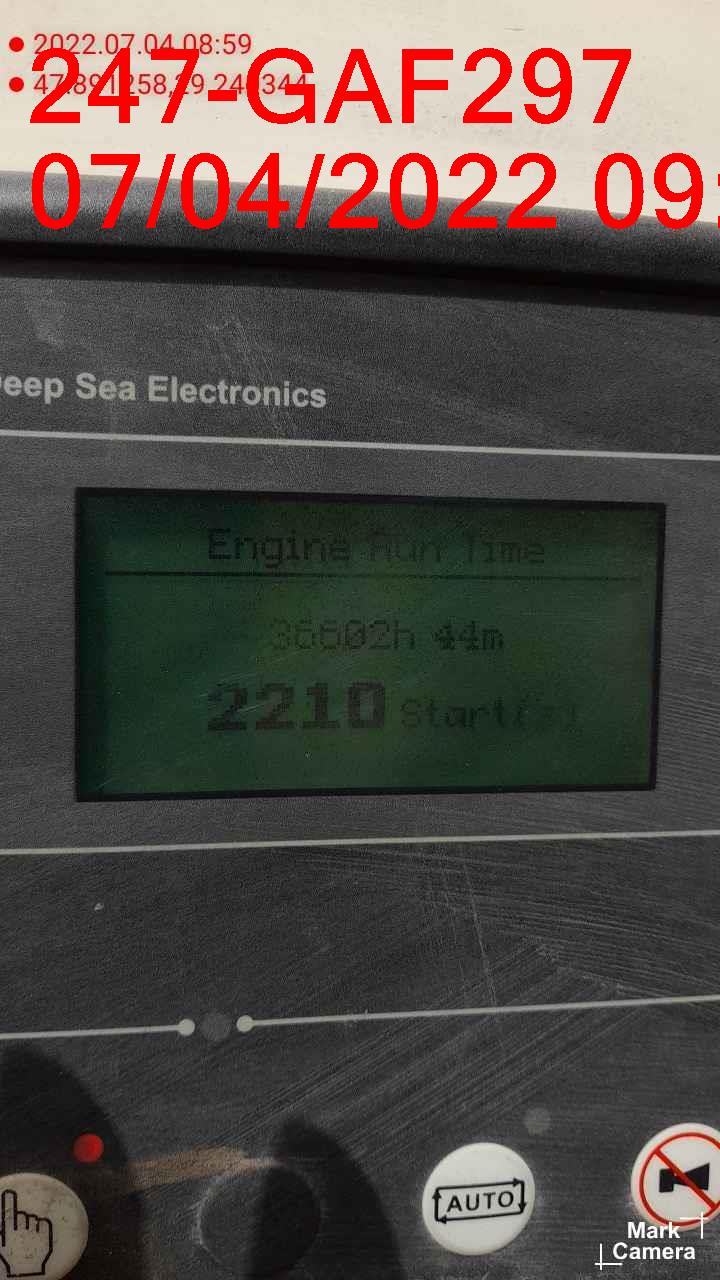 2022.07.04 08:59
247-GAF297
07/04/2022 09:
Deep Sea Electronics
Engine Run Time
36602h 44m
2210 Start(s)
AUTO
Mark
Camera